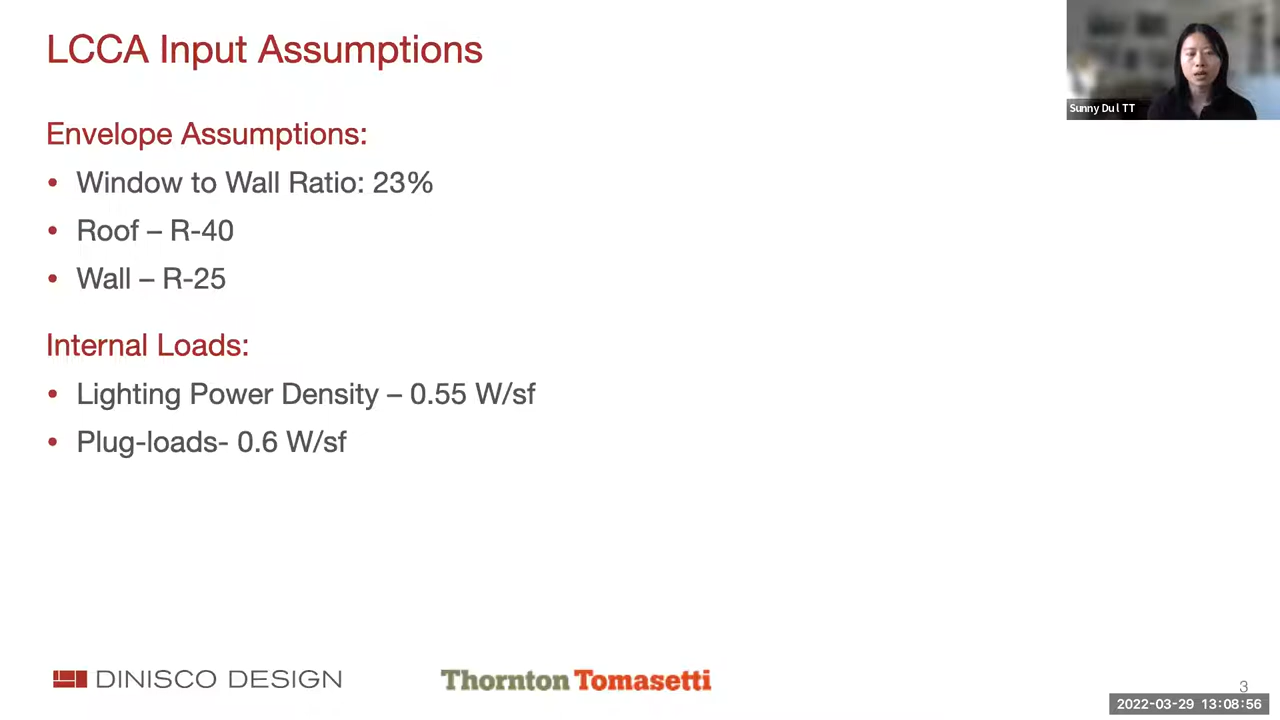 LCCA Input Assumptions
Sunny Du | TT
Envelope Assumptions:
• Window to Wall Ratio: 23%
• Roof – R-40
• Wall – R-25
Internal Loads:
• Lighting Power Density – 0.55 W/sf
• Plug-loads- 0.6 W/sf
DINISCO DESIGN
Thornton Tomasetti
3
2022-03-29 13:08:56